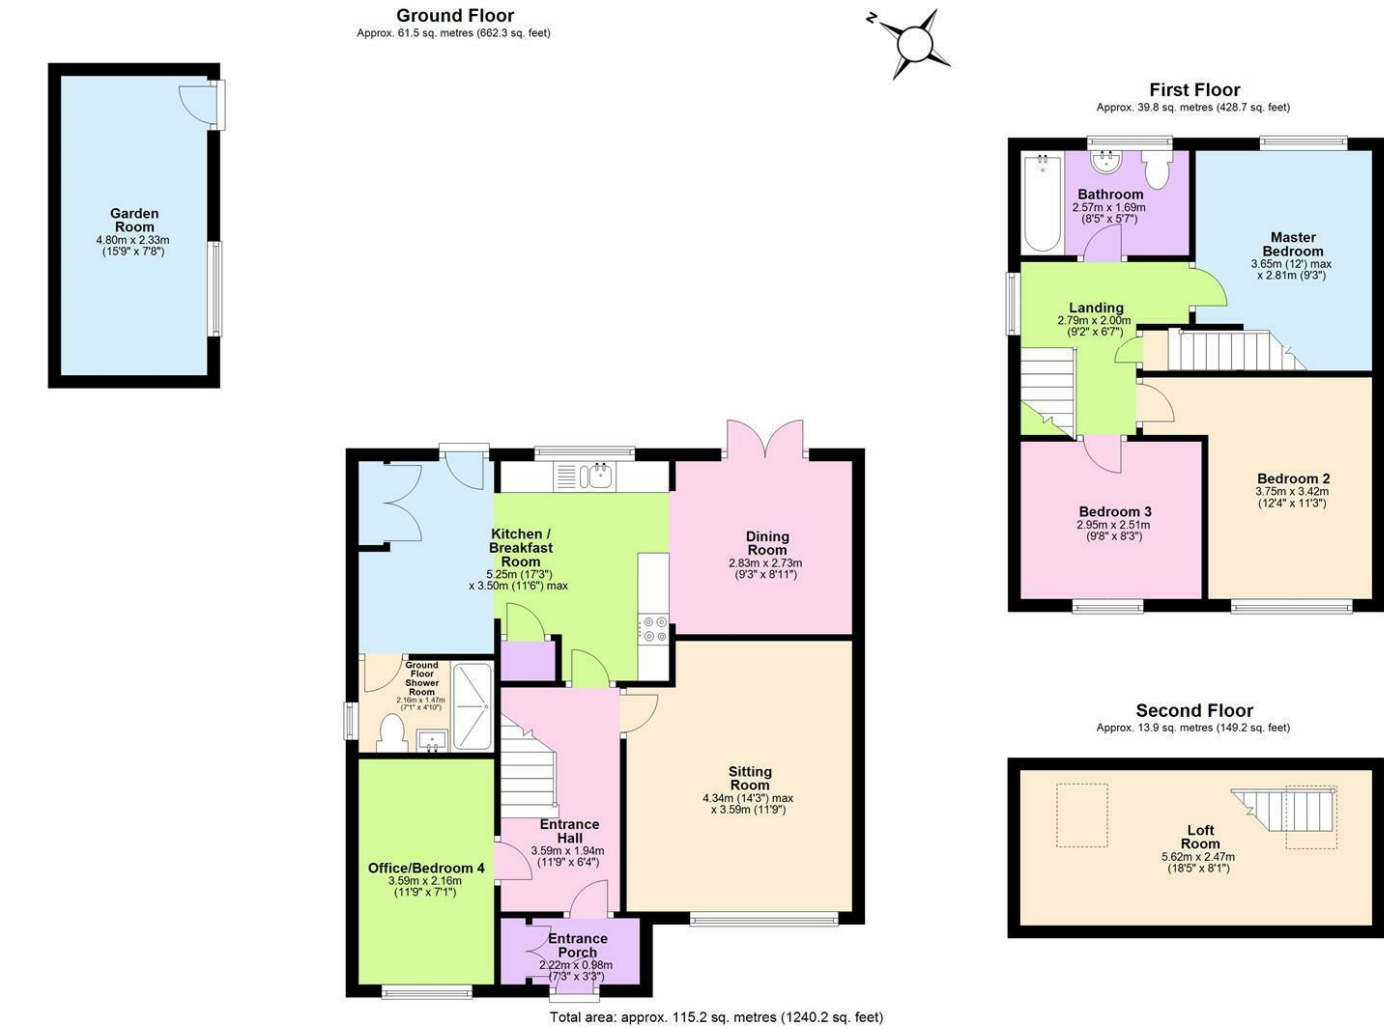 Ground Floor
Approx. 61.5 sq. metres (662.3 sq. feet)
N
First Floor
Approx. 39.8 sq. metres (428.7 sq. feet)
Garden
Room
4.80m x 2.33m
(15'9" x 7'8")
Bathroom
2.57m x 1.69m
(8'5" x 5'7")
Master
Bedroom
3.65m (12') max
x 2.81m (9'3")
Landing
2.79m x 2.00m
(9'2" x 6'7")
Bedroom 2
3.75m x 3.42m
(12'4" x 11'3")
Bedroom 3
2.95m x 2.51m
(9'8" x 8'3")
Kitchen /
Breakfast
Room
5.25m (17'3")
x 3.50m (11'6") max
Dining
Room
2.83m x 2.73m
(9'3" x 8'11")
Ground
Floor
Shower
Room
2.16m x 1.47m
(7'1" x 4'10")
Sitting
Room
4.34m (14'3") max
x 3.59m (11'9")
Entrance
Hall
3.59m x 1.94m
(11'9" x 6'4")
Office/Bedroom 4
3.59m x 2.16m
(11'9" x 7'1")
Entrance
Porch
2.22m x 0.98m
(7'3" x 3'3")
Second Floor
Approx. 13.9 sq. metres (149.2 sq. feet)
Loft
Room
5.62m x 2.47m
(18'5" x 8'1")
Total area: approx. 115.2 sq. metres (1240.2 sq. feet)